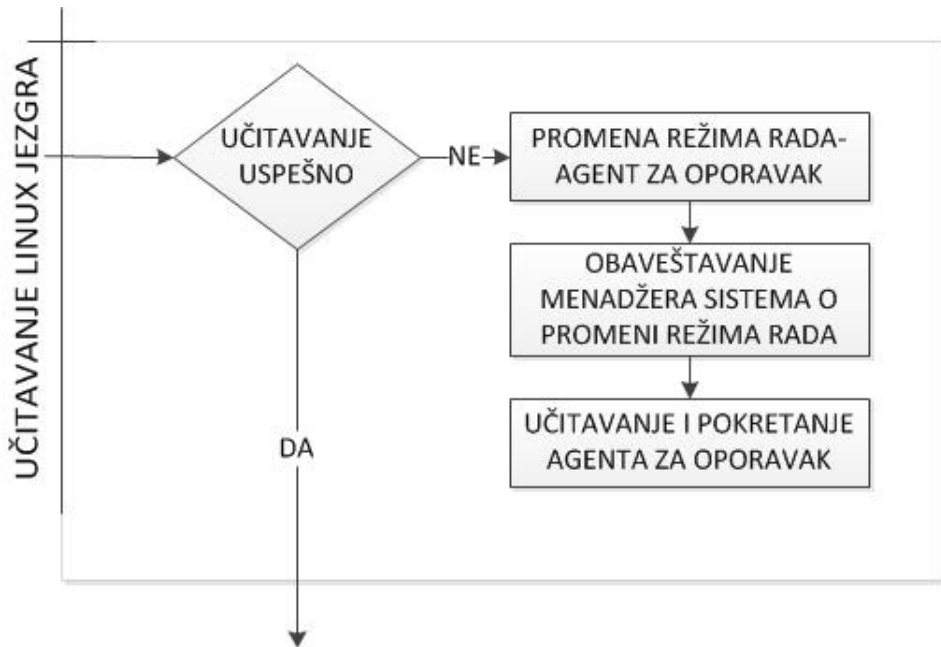 UČITAVANJE LINUX JEZGRA
UČITAVANJE
USPEŠNO
NE
PROMENA REŽIMA RADA-
AGENT ZA OPORAVAK
OBAVEŠTAVANJE
MENADŽERA SISTEMA O
PROMENI REŽIMA RADA
UČITAVANJE I POKRETANJE
AGENTA ZA OPORAVAK
DA